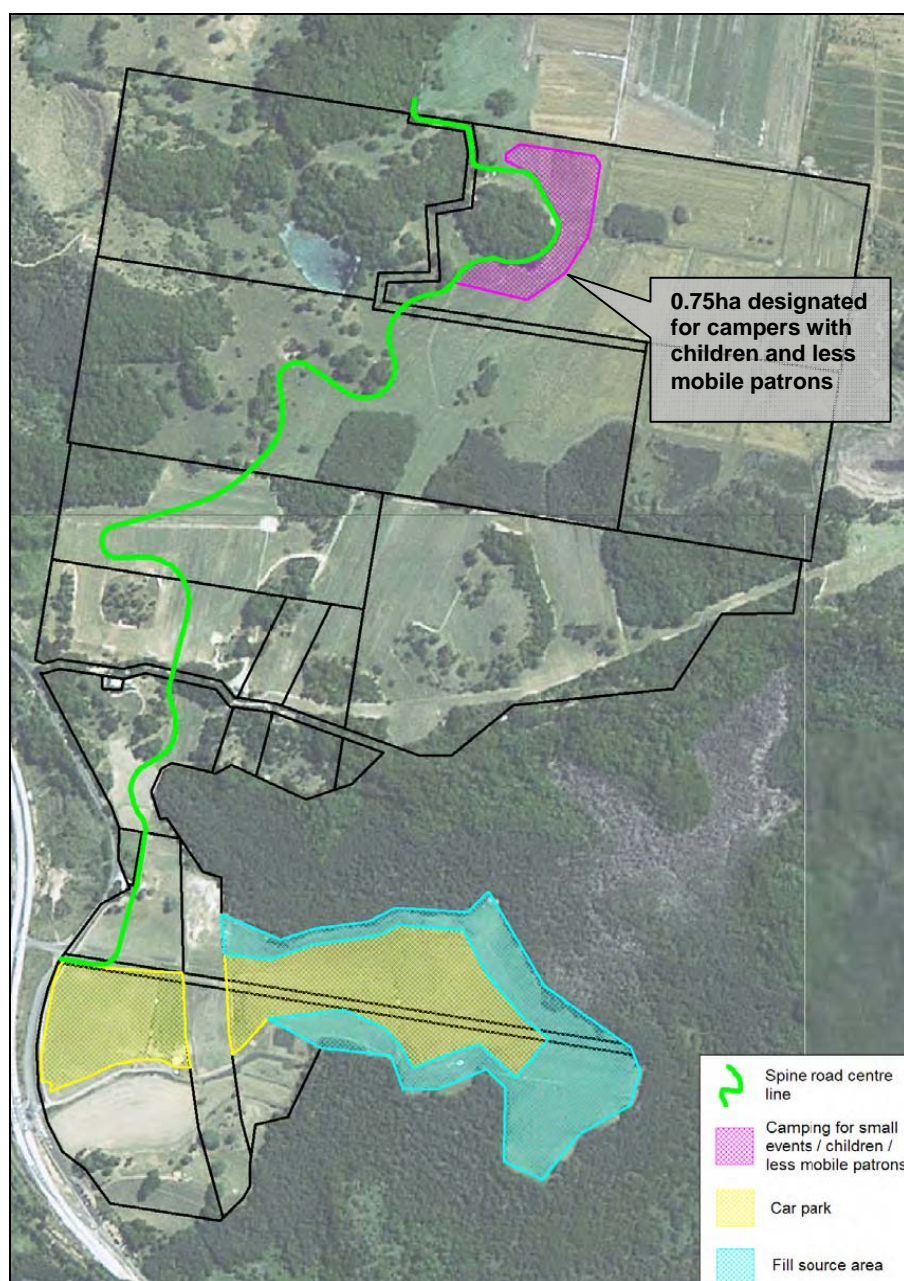 0.75ha designated
for campers with
children and less
mobile patrons
Spine road centre
line
Camping for small
events / children /
less mobile patrons
Car park
Fill source area